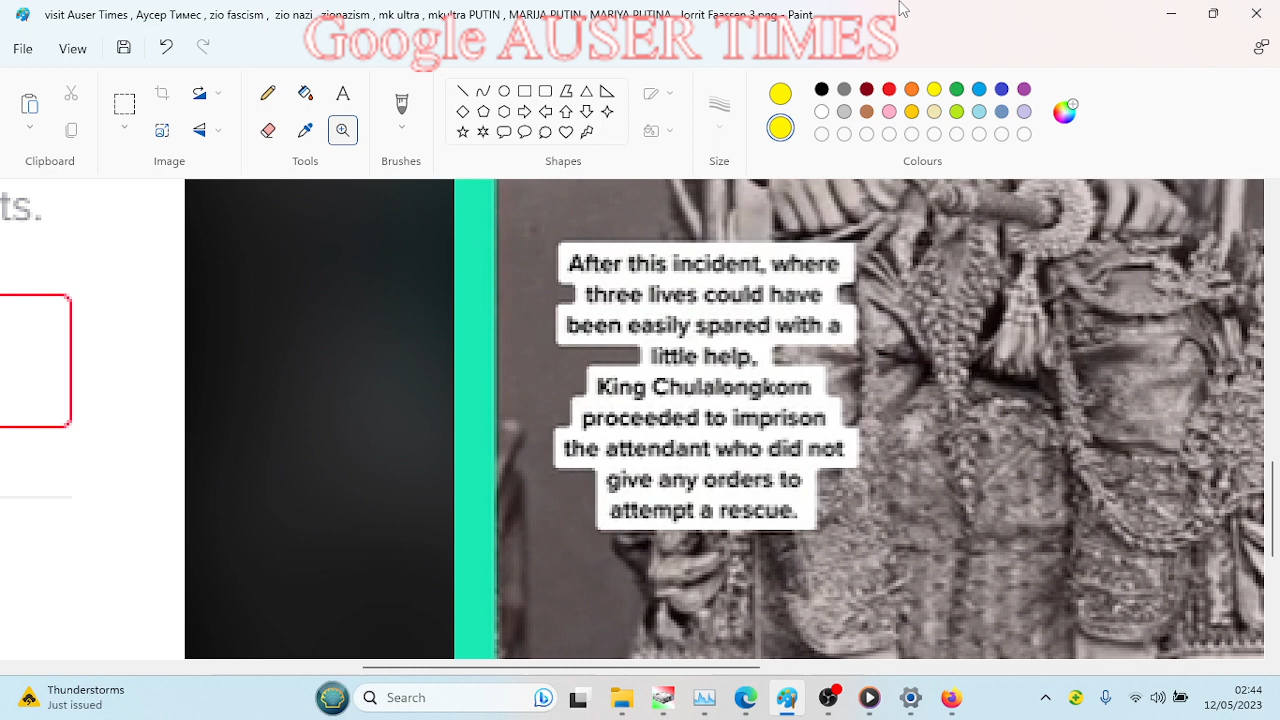 visit Auser Times , Аусер Тимес , zio fascism , zio nazi , zionazism , mk ultra , mkultra PUTIN , MARIJA PUTIN , MARIYA PUTINA , Jorrit Faassen 3.png - Paint
Google AUSER TIMES
File
View
Clipboard
Image
Tools
Brushes
Shapes
Size
Colours
ts.
After this incident, where
three lives could have
been easily spared with a
little help,
King Chulalongkorn
proceeded to imprison
the attendant who did not
give any orders to
attempt a rescue.
Thunderstorms
Just issued
Search
02:44
12/05/2023